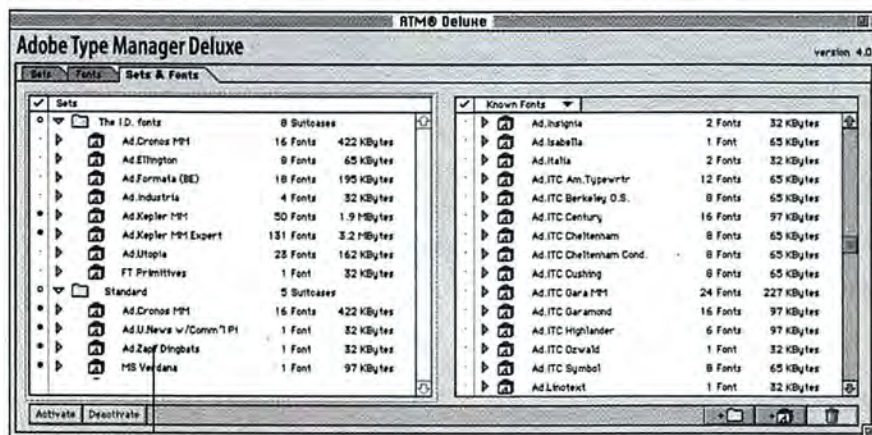 ATM® Deluxe
Adobe Type Manager Deluxe
version 4.0
Sets Fonts Sets & Fonts
Sets
The I.D. fonts 8 Suitcases
Ad.Cronos MM 16 Fonts 422 KBytes
Ad.Ellington 8 Fonts 65 KBytes
Ad.Formata (BE) 18 Fonts 195 KBytes
Ad.Industria 4 Fonts 32 KBytes
Ad.Kepler MM 50 Fonts 1.9 MBytes
Ad.Kepler MM Expert 131 Fonts 3.2 MBytes
Ad.Utopia 23 Fonts 162 KBytes
FT Primitives 1 Font 32 KBytes
Standard 5 Suitcases
Ad.Cronos MM 16 Fonts 422 KBytes
Ad.U.News w/Comm'l Pi 1 Font 32 KBytes
Ad.Zapf Dingbats 1 Font 32 KBytes
MS Verdana 1 Font 97 KBytes
Known Fonts
Ad.Insignia 2 Fonts 32 KBytes
Ad.Isabella 1 Font 65 KBytes
Ad.Italia 2 Fonts 32 KBytes
Ad.ITC Am.Typewrtr 12 Fonts 65 KBytes
Ad.ITC Berkeley O.S. 8 Fonts 65 KBytes
Ad.ITC Century 16 Fonts 97 KBytes
Ad.ITC Cheltenham 8 Fonts 65 KBytes
Ad.ITC Cheltenham Cond. 8 Fonts 65 KBytes
Ad.ITC Cushing 8 Fonts 65 KBytes
Ad.ITC Gara MM 24 Fonts 227 KBytes
Ad.ITC Garamond 16 Fonts 97 KBytes
Ad.ITC Highlander 6 Fonts 97 KBytes
Ad.ITC Ozwald 1 Font 32 KBytes
Ad.ITC Symbol 8 Fonts 65 KBytes
Ad.Linotext 1 Font 32 KBytes
Activate Deactivate